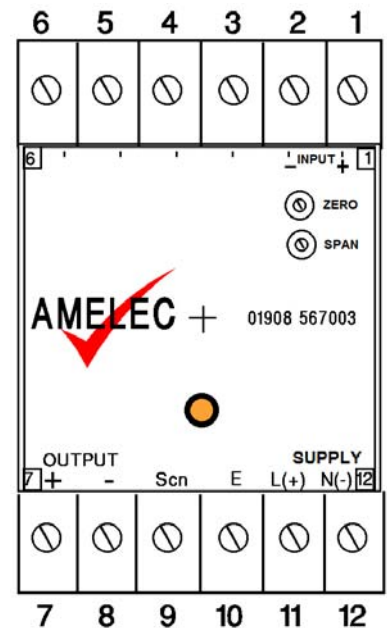 6 5 4 3 2 1
6 - INPUT + 1
ZERO
SPAN
AMELEC 01908 567003
OUTPUT SUPPLY
7 + - Scn E L(+) N(-) 12
7 8 9 10 11 12